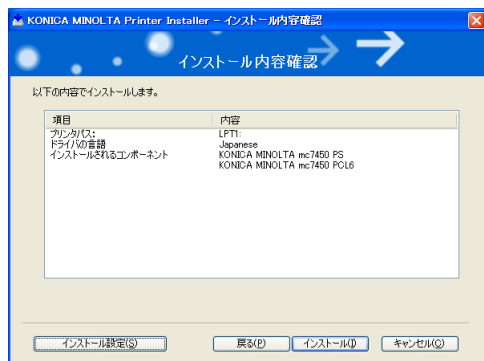 KONICA MINOLTA Printer Installer - インストール内容確認
インストール内容確認
以下の内容でインストールします。
項目 内容
プリンタパス: LPT1:
ドライバの言語 Japanese
インストールされるコンポーネント KONICA MINOLTA mc7450 PS
KONICA MINOLTA mc7450 PCL6
インストール設定(S) 戻る(P) インストール(I) キャンセル(C)